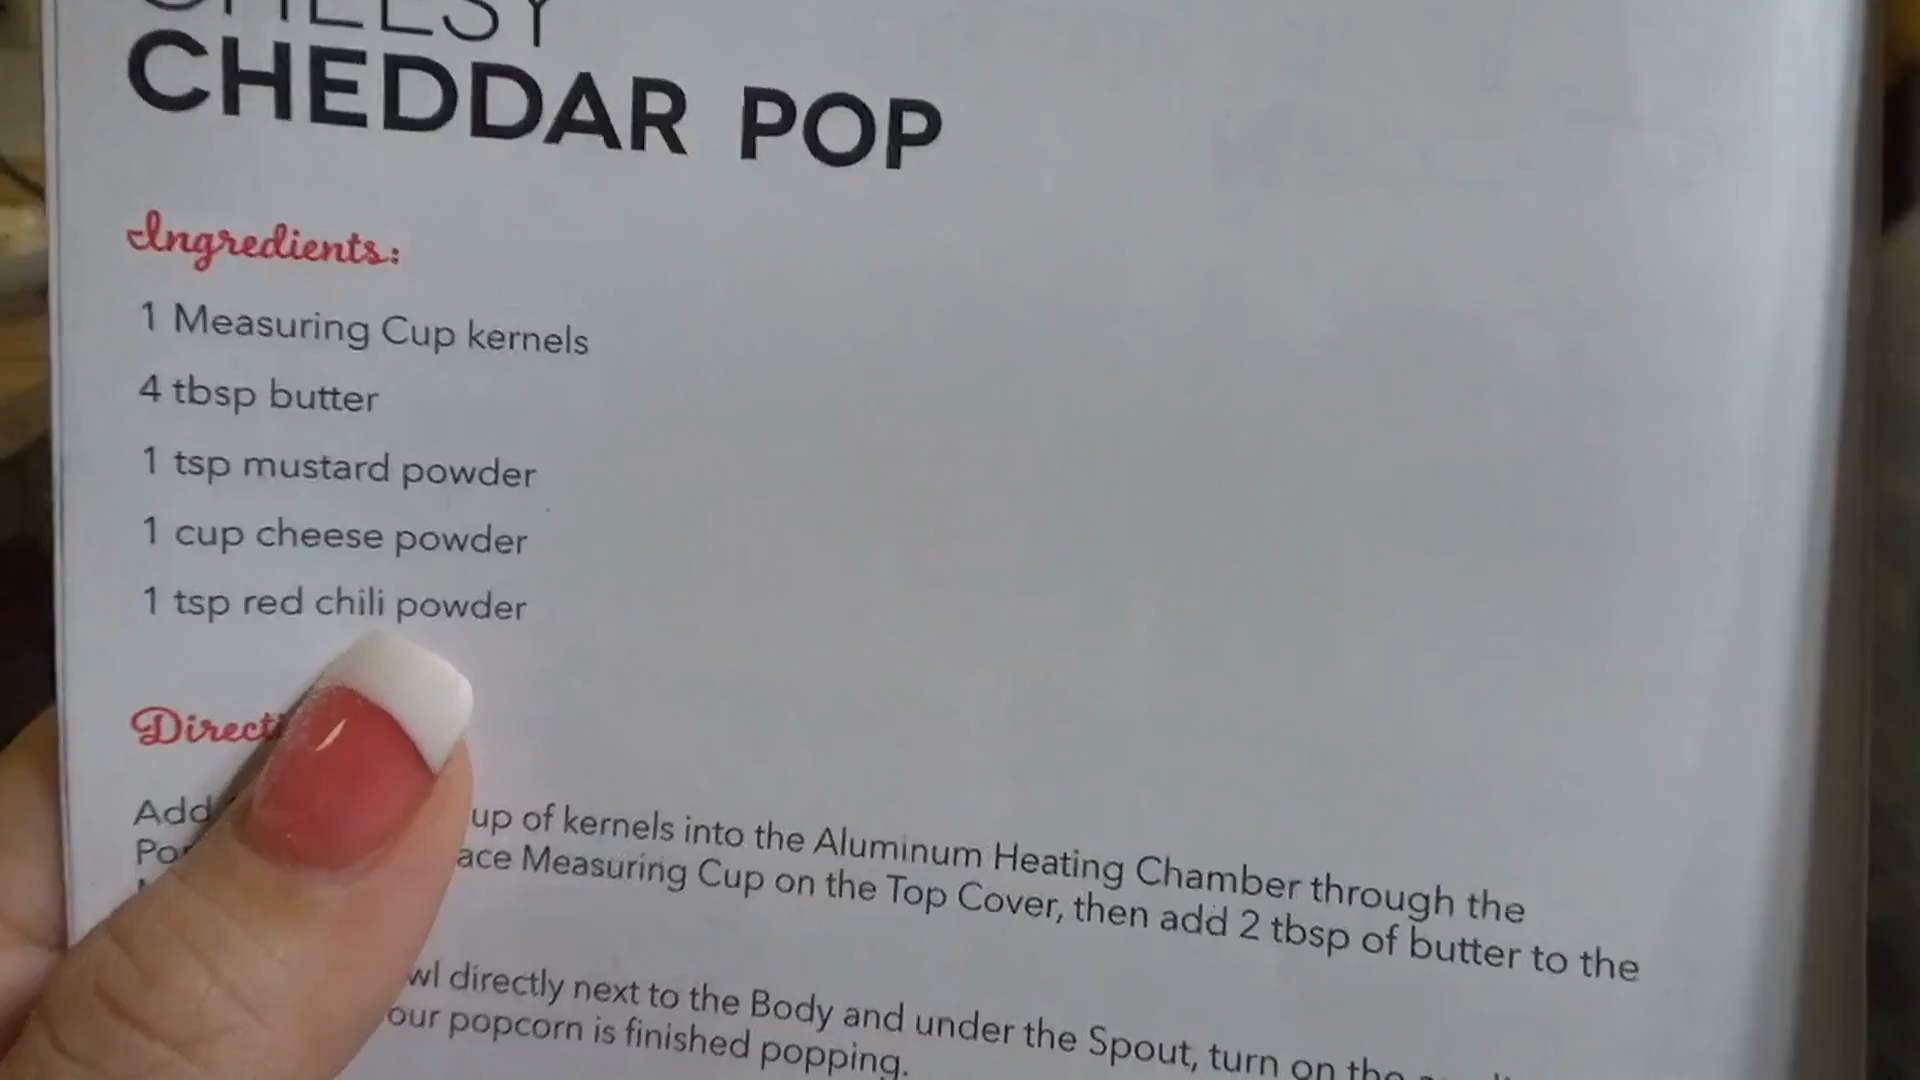 CHEESY
CHEDDAR POP
Ingredients:
1 Measuring Cup kernels
4 tbsp butter
1 tsp mustard powder
1 cup cheese powder
1 tsp red chili powder
Directi
Add up of kernels into the Aluminum Heating Chamber through the
Po ace Measuring Cup on the Top Cover, then add 2 tbsp of butter to the
wl directly next to the Body and under the Spout, turn on the
our popcorn is finished popping.